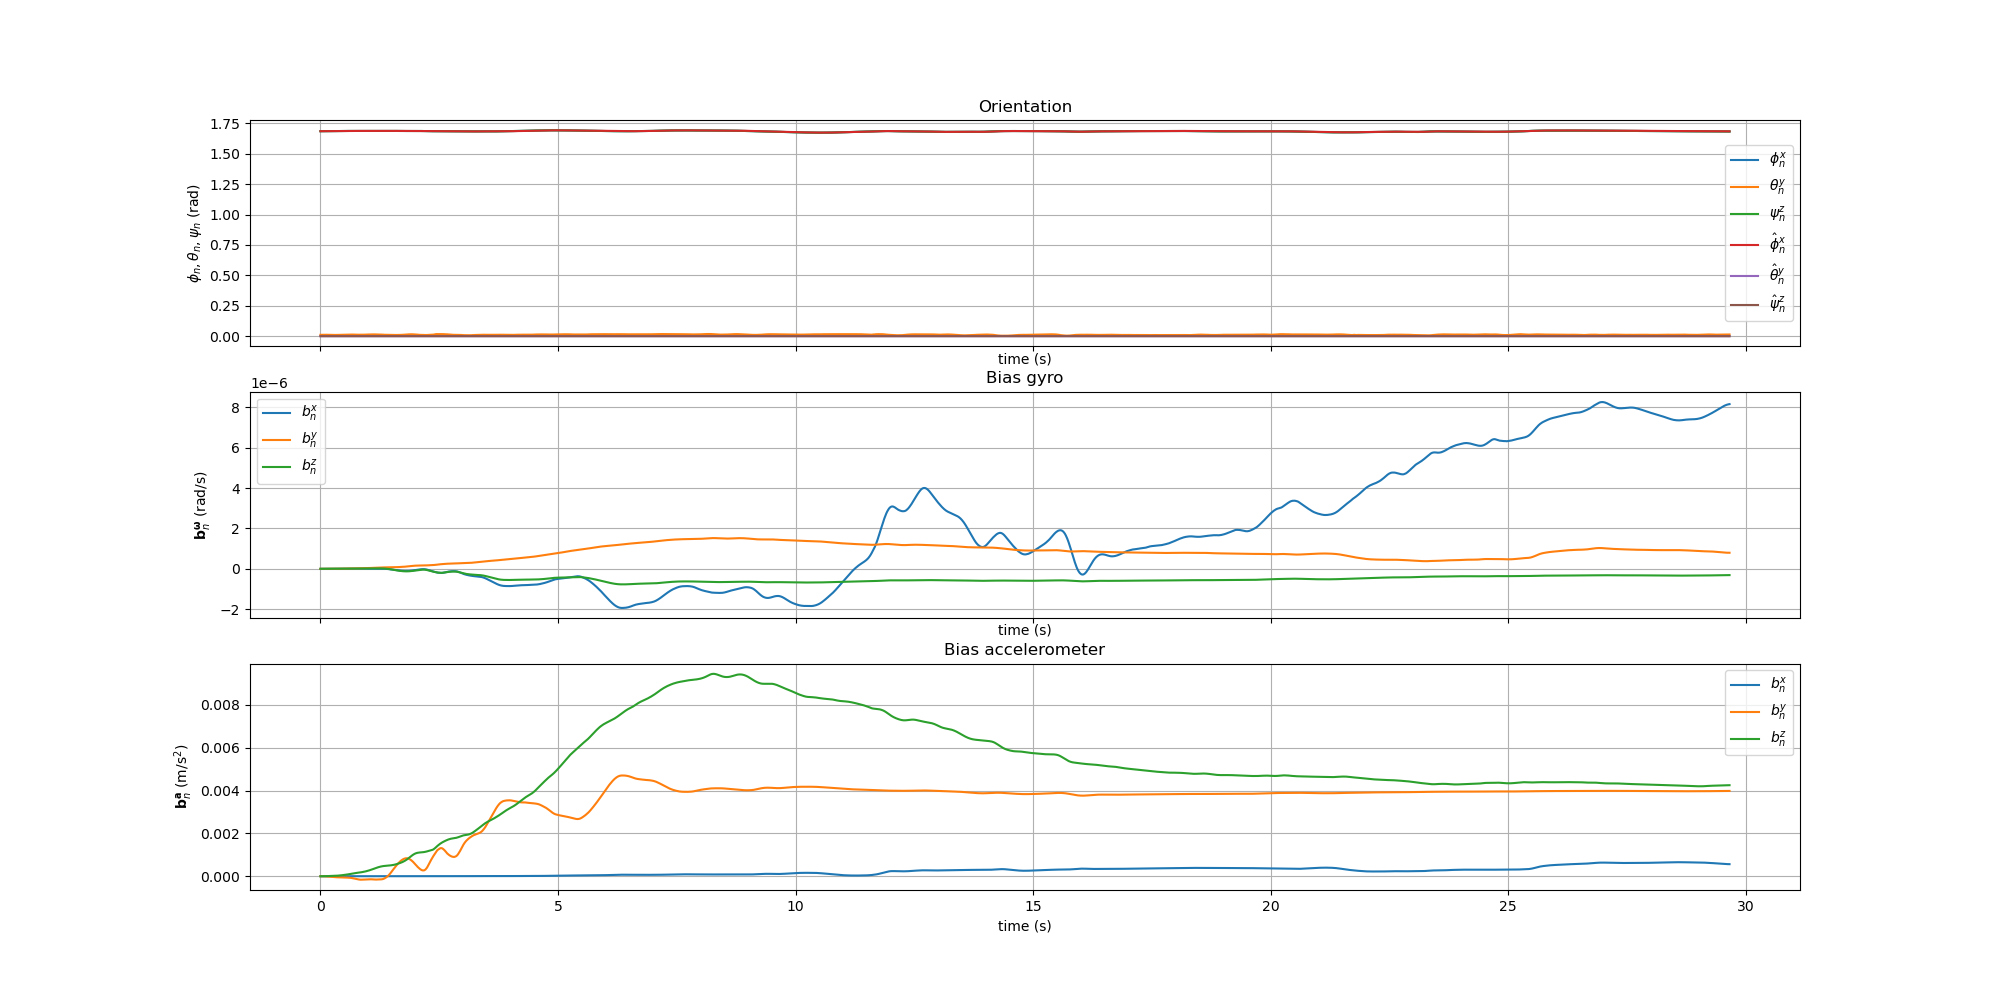 Orientation
ϕₙ, θₙ, ψₙ (rad)
1.75
1.50
1.25
1.00
0.75
0.50
0.25
0.00
ϕₙˣ
θₙʸ
ψₙᶻ
ϕ̂ₙˣ
θ̂ₙʸ
ψ̂ₙᶻ
time (s)
Bias gyro
1e−6
bₙ^ω (rad/s)
8
6
4
2
0
−2
bₙˣ
bₙʸ
bₙᶻ
time (s)
Bias accelerometer
bₙᵃ (m/s²)
0.008
0.006
0.004
0.002
0.000
bₙˣ
bₙʸ
bₙᶻ
0 5 10 15 20 25 30
time (s)